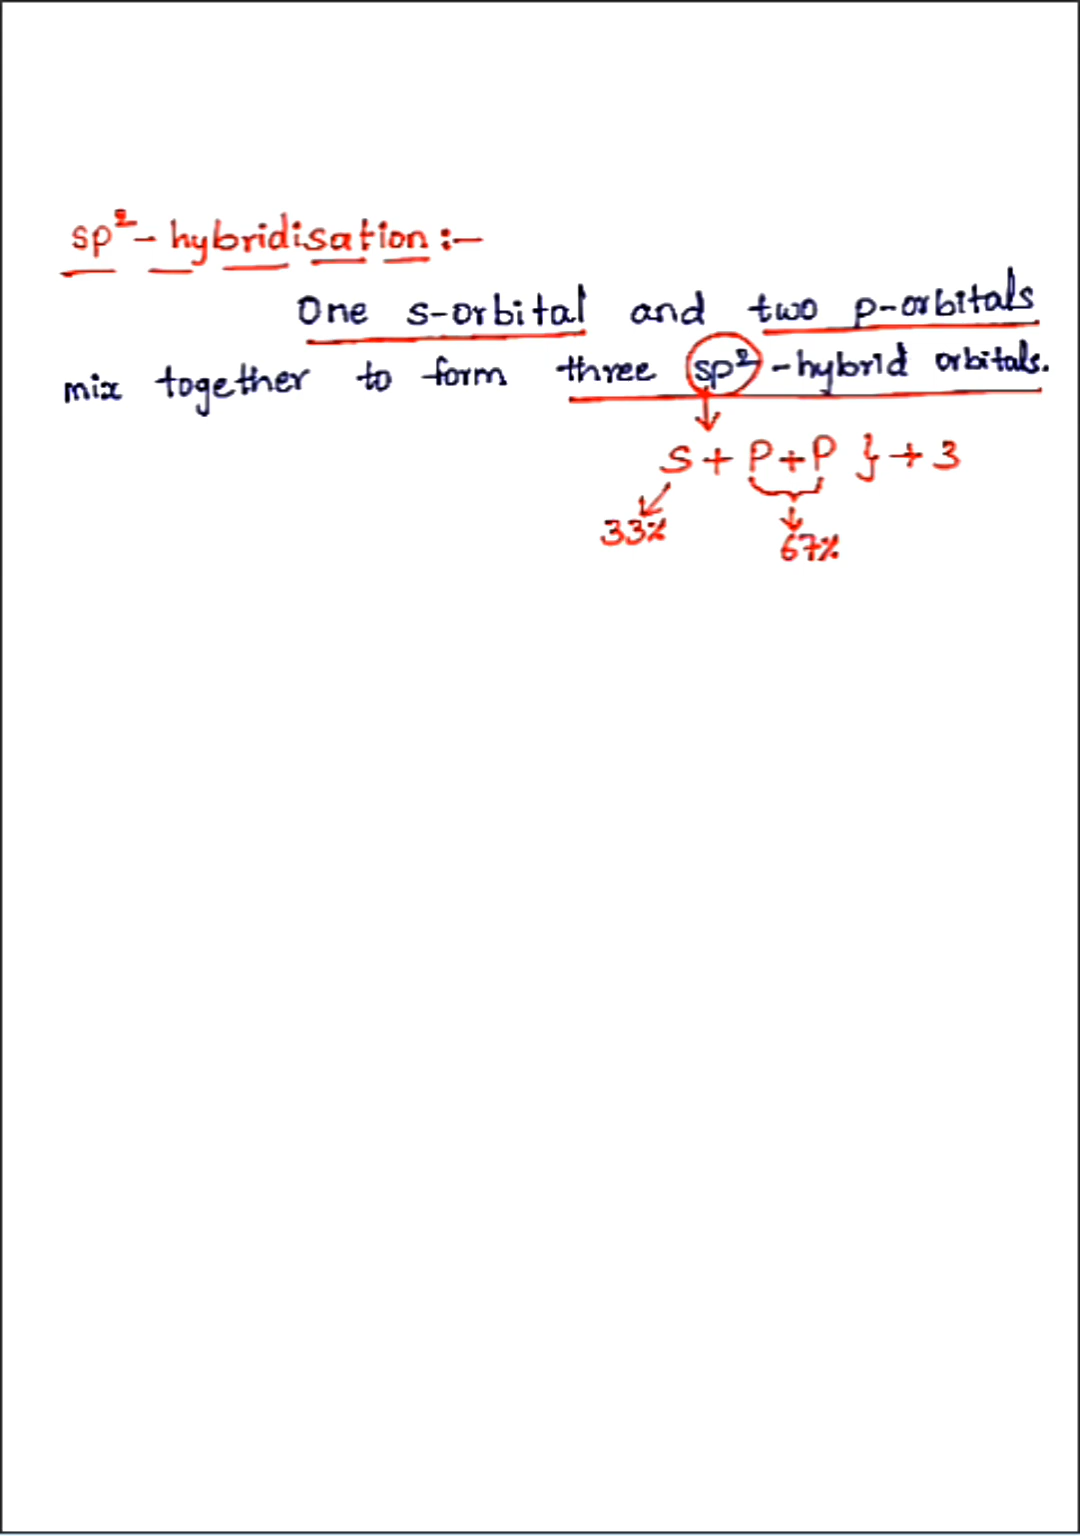 sp²-hybridisation :-
One s-orbital and two p-orbitals
mix together to form three sp²-hybrid orbitals.
S + P + P } → 3
33% 67%